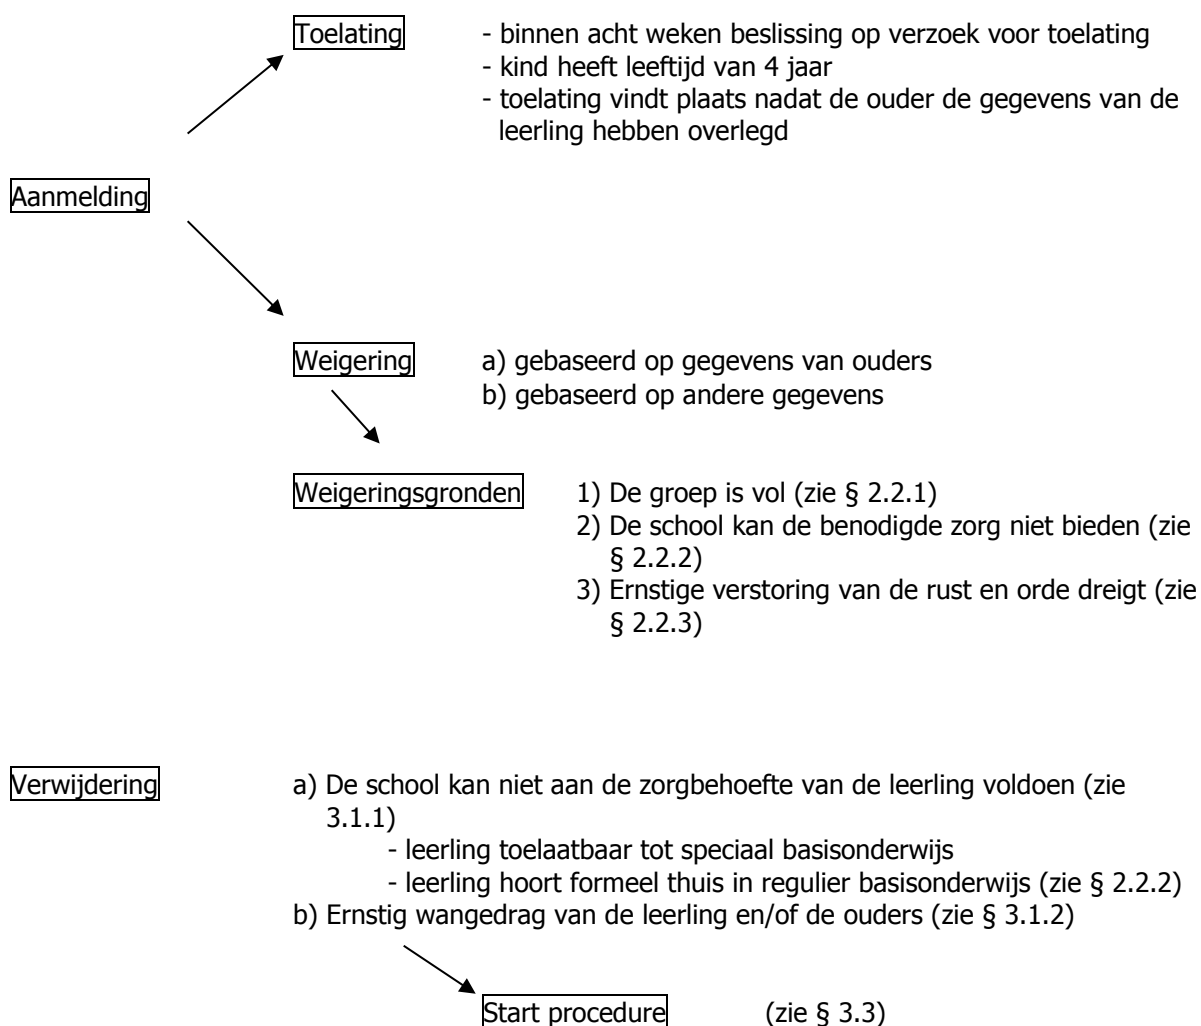 Toelating - binnen acht weken beslissing op verzoek voor toelating
- kind heeft leeftijd van 4 jaar
- toelating vindt plaats nadat de ouder de gegevens van de
leerling hebben overlegd
Aanmelding
Weigering a) gebaseerd op gegevens van ouders
b) gebaseerd op andere gegevens
Weigeringsgronden 1) De groep is vol (zie § 2.2.1)
2) De school kan de benodigde zorg niet bieden (zie
§ 2.2.2)
3) Ernstige verstoring van de rust en orde dreigt (zie
§ 2.2.3)
Verwijdering a) De school kan niet aan de zorgbehoefte van de leerling voldoen (zie
3.1.1)
- leerling toelaatbaar tot speciaal basisonderwijs
- leerling hoort formeel thuis in regulier basisonderwijs (zie § 2.2.2)
b) Ernstig wangedrag van de leerling en/of de ouders (zie § 3.1.2)
Start procedure (zie § 3.3)